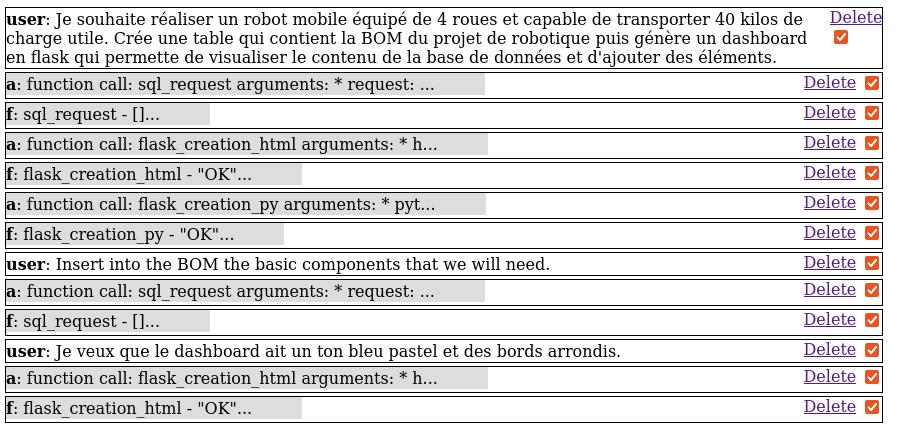 user: Je souhaite réaliser un robot mobile équipé de 4 roues et capable de transporter 40 kilos de Delete
charge utile. Crée une table qui contient la BOM du projet de robotique puis génère un dashboard
en flask qui permette de visualiser le contenu de la base de données et d'ajouter des éléments.
a: function call: sql_request arguments: * request: ... Delete
f: sql_request - []... Delete
a: function call: flask_creation_html arguments: * h... Delete
f: flask_creation_html - "OK"... Delete
a: function call: flask_creation_py arguments: * pyt... Delete
f: flask_creation_py - "OK"... Delete
user: Insert into the BOM the basic components that we will need. Delete
a: function call: sql_request arguments: * request: ... Delete
f: sql_request - []... Delete
user: Je veux que le dashboard ait un ton bleu pastel et des bords arrondis. Delete
a: function call: flask_creation_html arguments: * h... Delete
f: flask_creation_html - "OK"... Delete